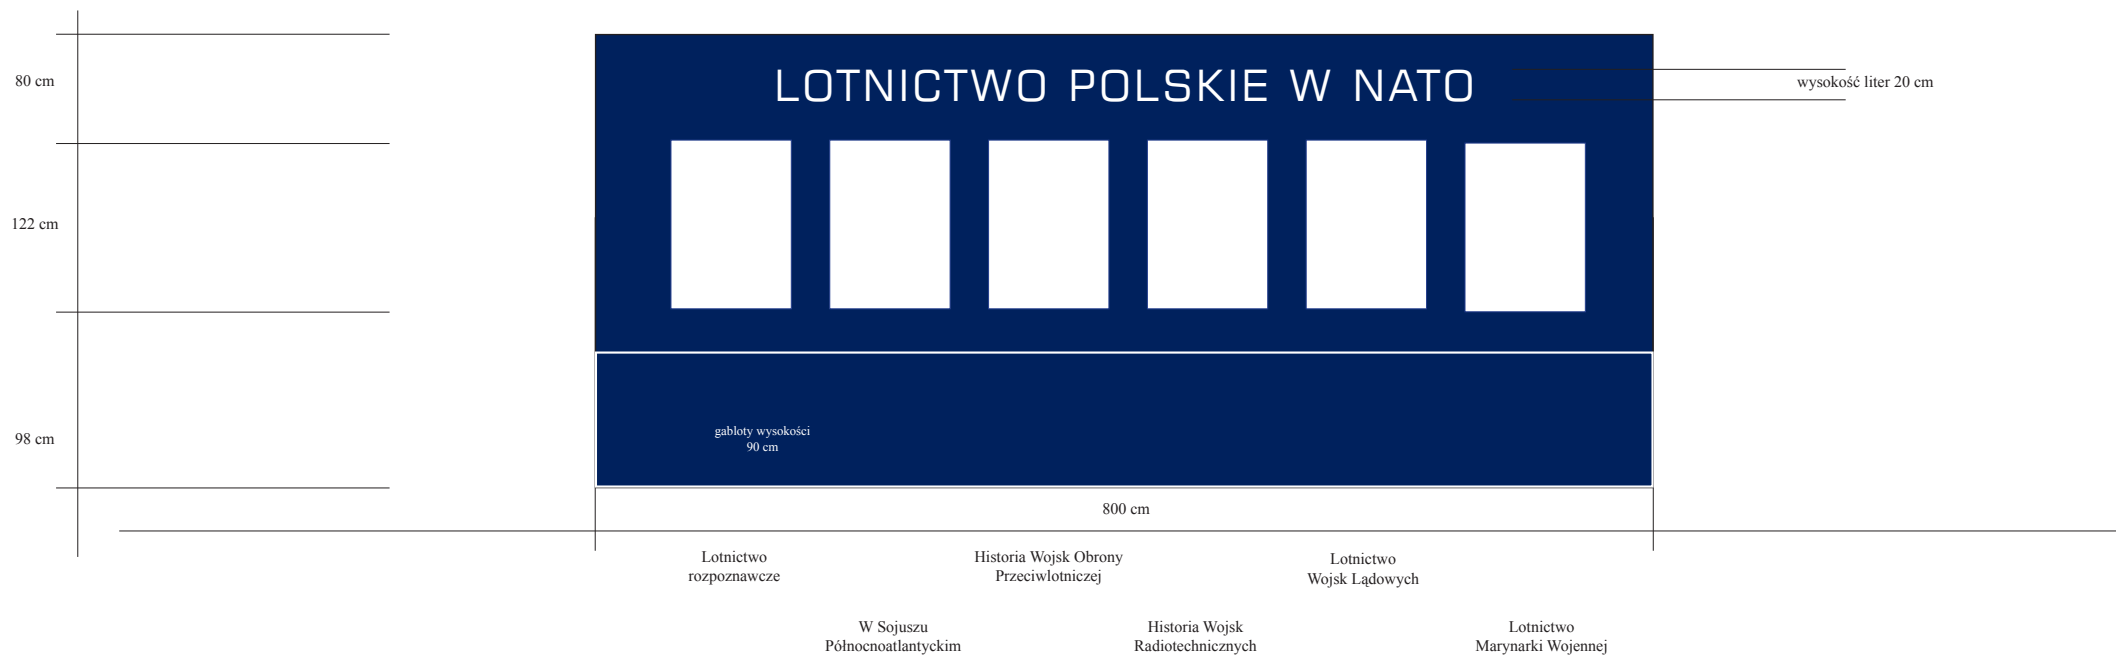 80 cm
LOTNICTWO POLSKIE W NATO
wysokość liter 20 cm
122 cm
98 cm
gabloty wysokości
90 cm
800 cm
Lotnictwo
rozpoznawcze
Historia Wojsk Obrony
Przeciwlotniczej
Lotnictwo
Wojsk Lądowych
W Sojuszu
Północnoatlantyckim
Historia Wojsk
Radiotechnicznych
Lotnictwo
Marynarki Wojennej